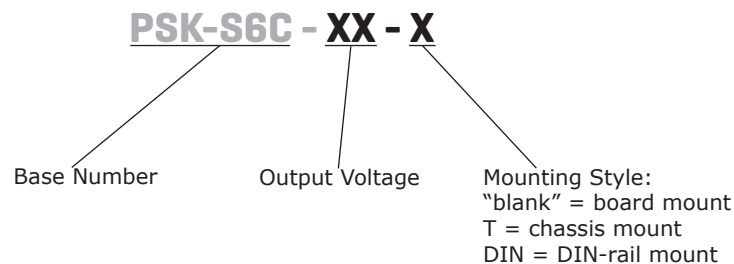 PSK-S6C - XX - X
Base Number
Output Voltage
Mounting Style:
“blank” = board mount
T = chassis mount
DIN = DIN-rail mount